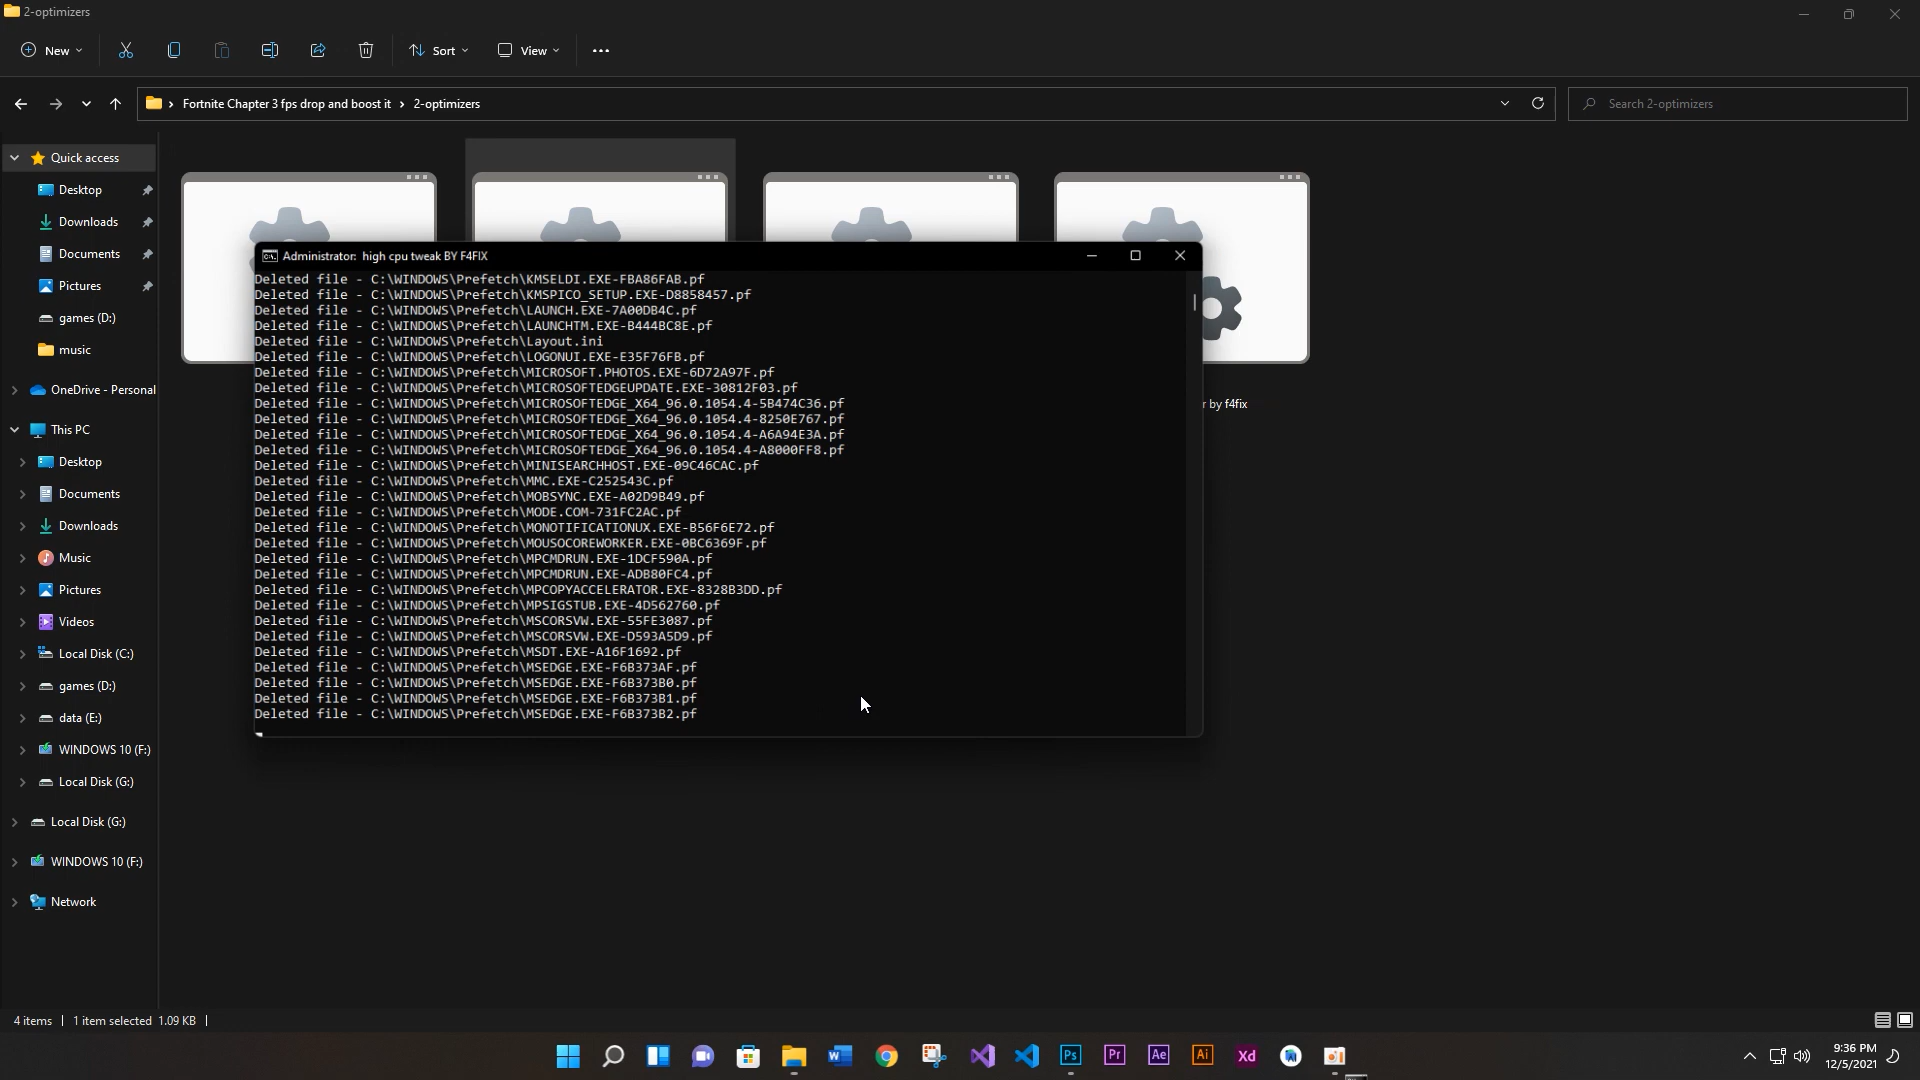 2-optimizers
New
Sort
View
Fortnite Chapter 3 fps drop and boost it
2-optimizers
Search 2-optimizers
Quick access
Desktop
Downloads
Documents
Pictures
games (D:)
music
OneDrive - Personal
This PC
Desktop
Documents
Downloads
Music
Pictures
Videos
Local Disk (C:)
games (D:)
data (E:)
WINDOWS 10 (F:)
Local Disk (G:)
Local Disk (G:)
WINDOWS 10 (F:)
Network
Administrator: high cpu tweak BY F4FIX
Deleted file - C:\WINDOWS\Prefetch\KMSELDI.EXE-FBA86FAB.pf
Deleted file - C:\WINDOWS\Prefetch\KMSPICO_SETUP.EXE-D8858457.pf
Deleted file - C:\WINDOWS\Prefetch\LAUNCH.EXE-7A00DB4C.pf
Deleted file - C:\WINDOWS\Prefetch\LAUNCHTM.EXE-B444BC8E.pf
Deleted file - C:\WINDOWS\Prefetch\Layout.ini
Deleted file - C:\WINDOWS\Prefetch\LOGONUI.EXE-E35F76FB.pf
Deleted file - C:\WINDOWS\Prefetch\MICROSOFT.PHOTOS.EXE-6D72A97F.pf
Deleted file - C:\WINDOWS\Prefetch\MICROSOFTEDGEUPDATE.EXE-30812F03.pf
Deleted file - C:\WINDOWS\Prefetch\MICROSOFTEDGE_X64_96.0.1054.4-5B474C36.pf
Deleted file - C:\WINDOWS\Prefetch\MICROSOFTEDGE_X64_96.0.1054.4-8250E767.pf
Deleted file - C:\WINDOWS\Prefetch\MICROSOFTEDGE_X64_96.0.1054.4-A6A94E3A.pf
Deleted file - C:\WINDOWS\Prefetch\MICROSOFTEDGE_X64_96.0.1054.4-A8000FF8.pf
Deleted file - C:\WINDOWS\Prefetch\MINISEARCHHOST.EXE-09C46CAC.pf
Deleted file - C:\WINDOWS\Prefetch\MMC.EXE-C252543C.pf
Deleted file - C:\WINDOWS\Prefetch\MOBSYNC.EXE-A02D9B49.pf
Deleted file - C:\WINDOWS\Prefetch\MODE.COM-731FC2AC.pf
Deleted file - C:\WINDOWS\Prefetch\MONOTIFICATIONUX.EXE-B56F6E72.pf
Deleted file - C:\WINDOWS\Prefetch\MOUSOCOREWORKER.EXE-0BC6369F.pf
Deleted file - C:\WINDOWS\Prefetch\MPCMDRUN.EXE-1DCF590A.pf
Deleted file - C:\WINDOWS\Prefetch\MPCMDRUN.EXE-ADB80FC4.pf
Deleted file - C:\WINDOWS\Prefetch\MPCOPYACCELERATOR.EXE-8328B3DD.pf
Deleted file - C:\WINDOWS\Prefetch\MPSIGSTUB.EXE-4D562760.pf
Deleted file - C:\WINDOWS\Prefetch\MSCORSVW.EXE-55FE3087.pf
Deleted file - C:\WINDOWS\Prefetch\MSCORSVW.EXE-D593A5D9.pf
Deleted file - C:\WINDOWS\Prefetch\MSDT.EXE-A16F1692.pf
Deleted file - C:\WINDOWS\Prefetch\MSEDGE.EXE-F6B373AF.pf
Deleted file - C:\WINDOWS\Prefetch\MSEDGE.EXE-F6B373B0.pf
Deleted file - C:\WINDOWS\Prefetch\MSEDGE.EXE-F6B373B1.pf
Deleted file - C:\WINDOWS\Prefetch\MSEDGE.EXE-F6B373B2.pf
r by f4fix
4 items
1 item selected 1.09 KB
Ps
Pr
Ae
Ai
Xd
9:36 PM
12/5/2021